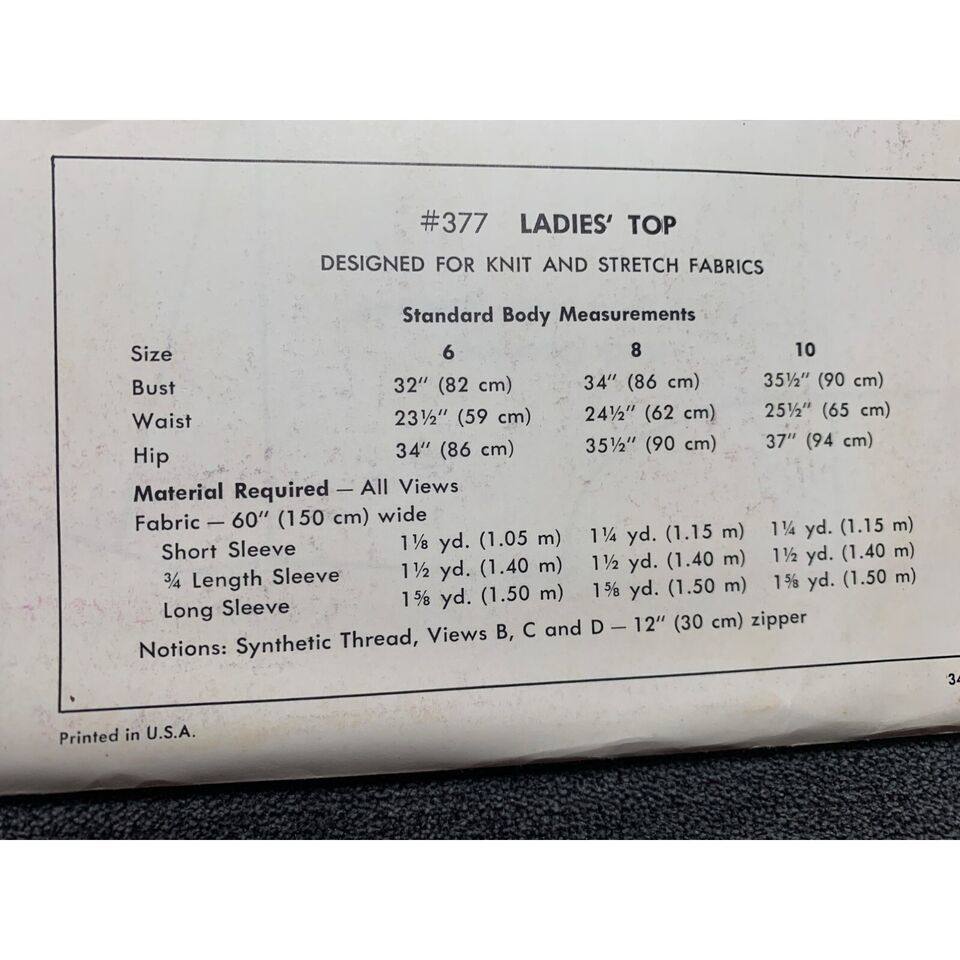 #377 LADIES' TOP
DESIGNED FOR KNIT AND STRETCH FABRICS
Standard Body Measurements
Size 6 8 10
Bust 32" (82 cm) 34" (86 cm) 35½" (90 cm)
Waist 23½" (59 cm) 24½" (62 cm) 25½" (65 cm)
Hip 34" (86 cm) 35½" (90 cm) 37" (94 cm)
Material Required — All Views
Fabric — 60" (150 cm) wide
Short Sleeve 1⅛ yd. (1.05 m) 1¼ yd. (1.15 m) 1¼ yd. (1.15 m)
¾ Length Sleeve 1½ yd. (1.40 m) 1½ yd. (1.40 m) 1½ yd. (1.40 m)
Long Sleeve 1⅝ yd. (1.50 m) 1⅝ yd. (1.50 m) 1⅝ yd. (1.50 m)
Notions: Synthetic Thread, Views B, C and D — 12" (30 cm) zipper
Printed in U.S.A.